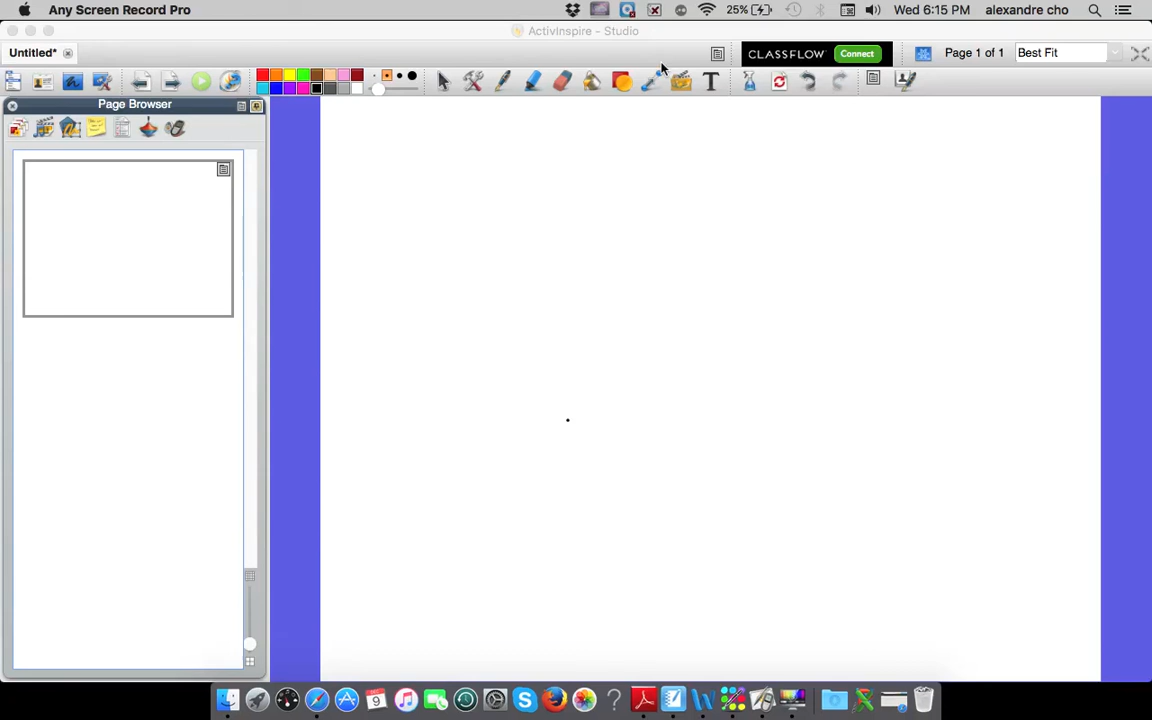 Any Screen Record Pro 25% Wed 6:15 PM alexandre cho
ActivInspire - Studio
Untitled* CLASSFLOW Connect Page 1 of 1 Best Fit
T
Page Browser
9